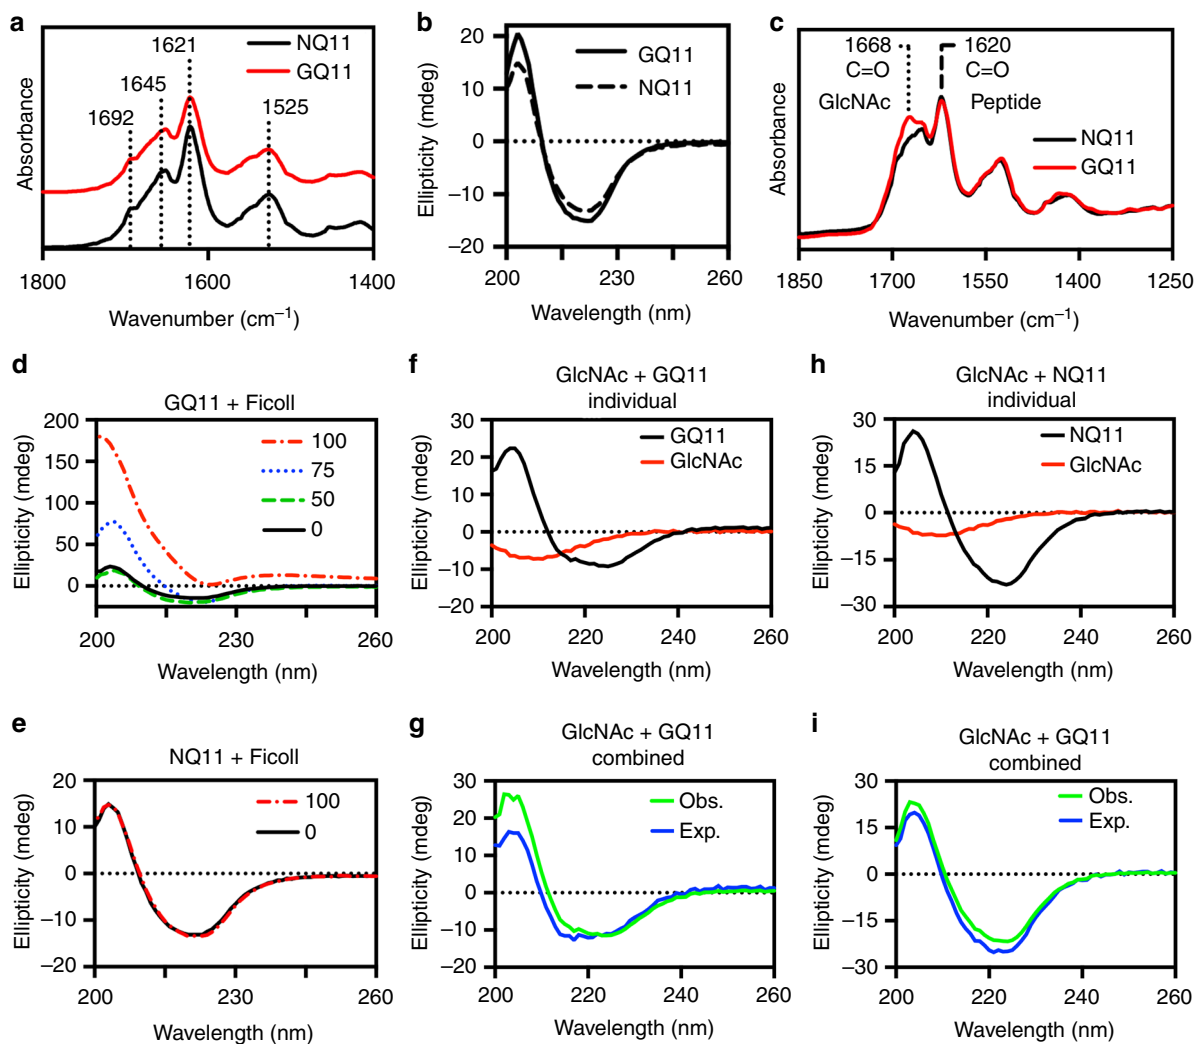 a
1621
1645
1692
1525
NQ11
GQ11
Absorbance
1800
1600
1400
Wavenumber (cm−1)
b
20
10
0
−10
−20
GQ11
NQ11
Ellipticity (mdeg)
200
230
260
Wavelength (nm)
c
1668
C=O
GlcNAc
1620
C=O
Peptide
NQ11
GQ11
Absorbance
1850
1700
1550
1400
1250
Wavenumber (cm−1)
d
GQ11 + Ficoll
200
150
100
50
0
100
75
50
0
Ellipticity (mdeg)
200
230
260
Wavelength (nm)
f
GlcNAc + GQ11
individual
30
20
10
0
−10
−20
GQ11
GlcNAc
Ellipticity (mdeg)
200
220
240
260
Wavelength (nm)
h
GlcNAc + NQ11
individual
30
15
0
−15
−30
NQ11
GlcNAc
Ellipticity (mdeg)
200
220
240
260
Wavelength (nm)
e
NQ11 + Ficoll
20
10
0
−10
−20
100
0
Ellipticity (mdeg)
200
230
260
Wavelength (nm)
g
GlcNAc + GQ11
combined
30
20
10
0
−10
−20
Obs.
Exp.
Ellipticity (mdeg)
200
220
240
260
Wavelength (nm)
i
GlcNAc + GQ11
combined
30
15
0
−15
−30
Obs.
Exp.
Ellipticity (mdeg)
200
220
240
260
Wavelength (nm)